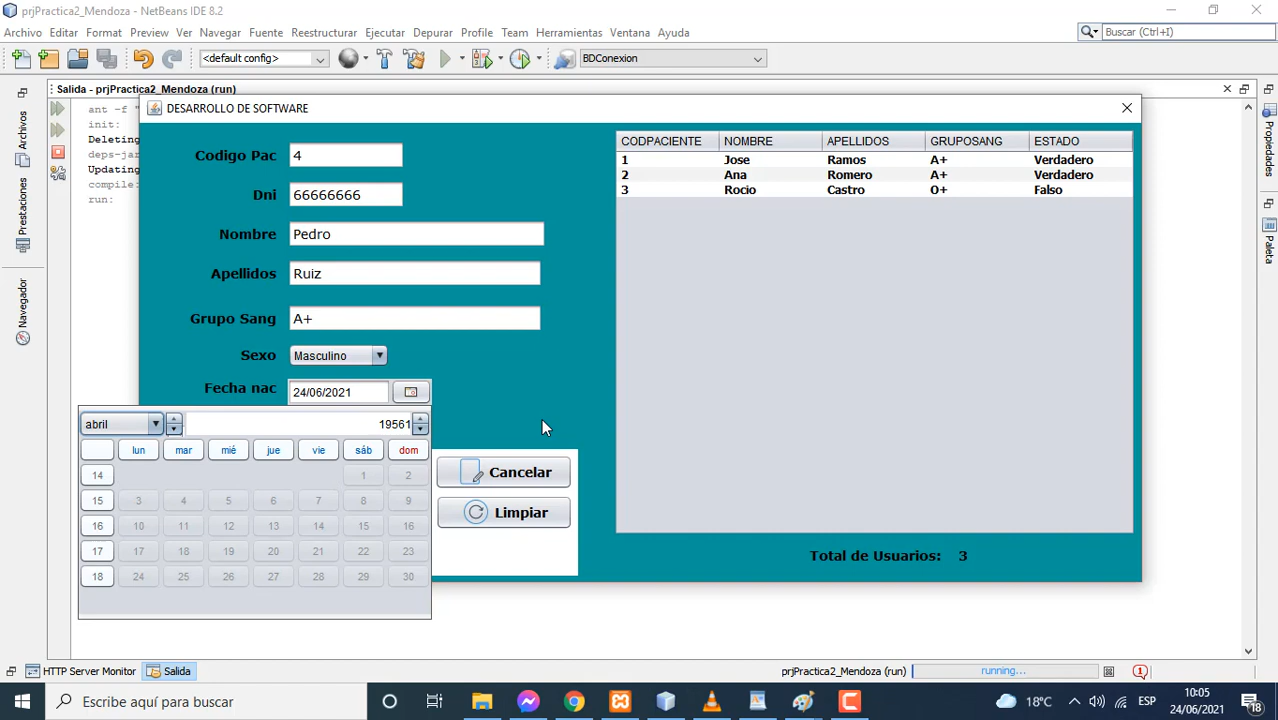 prjPractica2_Mendoza - NetBeans IDE 8.2
Archivo Editar Format Preview Ver Navegar Fuente Reestructurar Ejecutar Depurar Profile Team Herramientas Ventana Ayuda
Buscar (Ctrl+I)
<default config>
BDConexion
Salida - prjPractica2_Mendoza (run)
ant -f "
init:
Deleting
deps-jar
Updating
compile:
run:
Archivos
Prestaciones
Navegador
Propiedades
Paleta
DESARROLLO DE SOFTWARE
Codigo Pac 4
Dni 66666666
Nombre Pedro
Apellidos Ruiz
Grupo Sang A+
Sexo Masculino
Fecha nac 24/06/2021
abril 19561
lun mar mié jue vie sáb dom
14 1 2
15 3 4 5 6 7 8 9
16 10 11 12 13 14 15 16
17 17 18 19 20 21 22 23
18 24 25 26 27 28 29 30
Cancelar
Limpiar
CODPACIENTE NOMBRE APELLIDOS GRUPOSANG ESTADO
1 Jose Ramos A+ Verdadero
2 Ana Romero A+ Verdadero
3 Rocio Castro O+ Falso
Total de Usuarios: 3
HTTP Server Monitor Salida
prjPractica2_Mendoza (run) running... 1
Escribe aquí para buscar
18°C ESP 10:05
24/06/2021
18